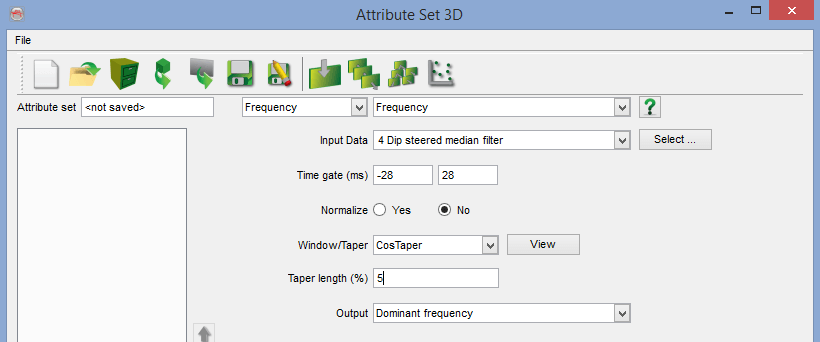 Attribute Set 3D
File
Attribute set <not saved> Frequency Frequency ?
Input Data 4 Dip steered median filter Select ...
Time gate (ms) -28 28
Normalize Yes No
Window/Taper CosTaper View
Taper length (%) 5
Output Dominant frequency